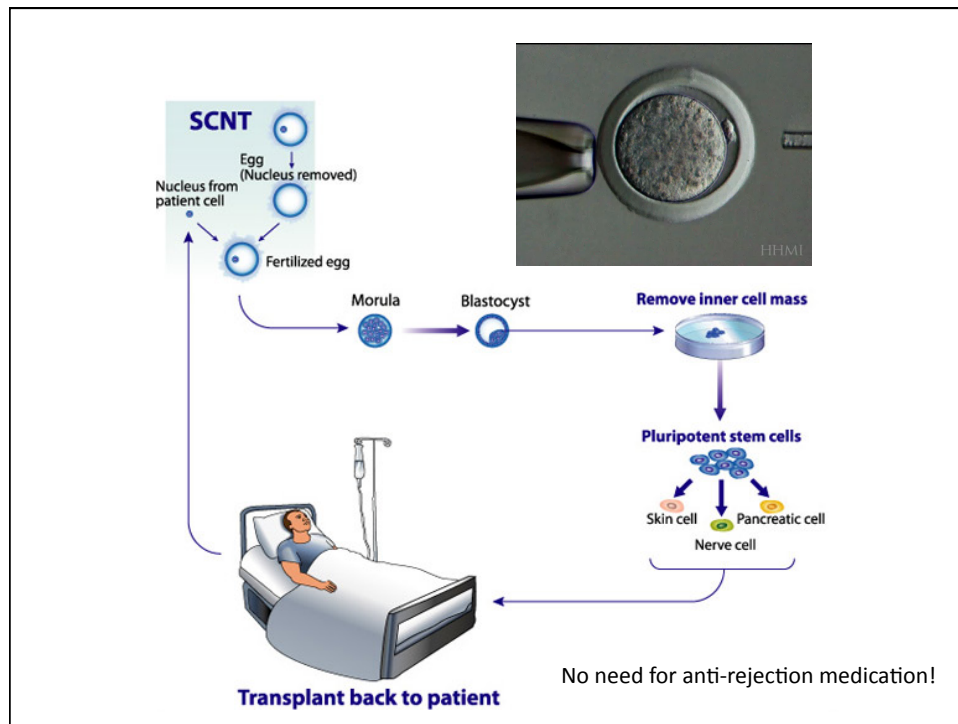 SCNT
Egg
(Nucleus removed)
Nucleus from
patient cell
Fertilized egg
HHMI
Morula
Blastocyst
Remove inner cell mass
Pluripotent stem cells
Skin cell
Pancreatic cell
Nerve cell
No need for anti-rejection medication!
Transplant back to patient